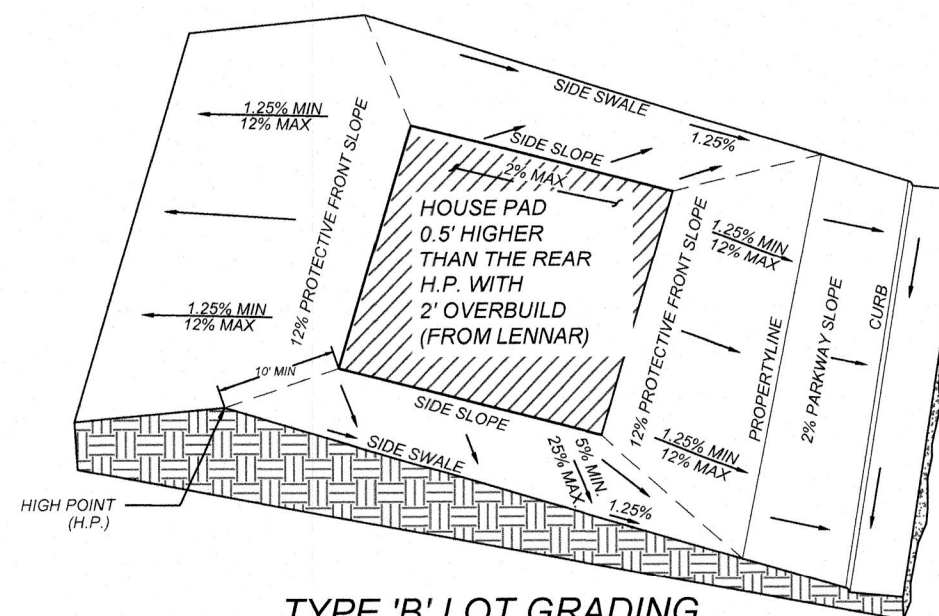 SIDE SWALE
1.25%
1.25% MIN
12% MAX
12% PROTECTIVE FRONT SLOPE
SIDE SLOPE
2% MAX
HOUSE PAD
0.5' HIGHER
THAN THE REAR
H.P. WITH
2' OVERBUILD
(FROM LENNAR)
12% PROTECTIVE FRONT SLOPE
1.25% MIN
12% MAX
PROPERTYLINE
2% PARKWAY SLOPE
CURB
1.25% MIN
12% MAX
10' MIN
SIDE SLOPE
SIDE SWALE
5% MIN
25% MAX
1.25%
1.25% MIN
12% MAX
HIGH POINT
(H.P.)
TYPE 'B' LOT GRADING